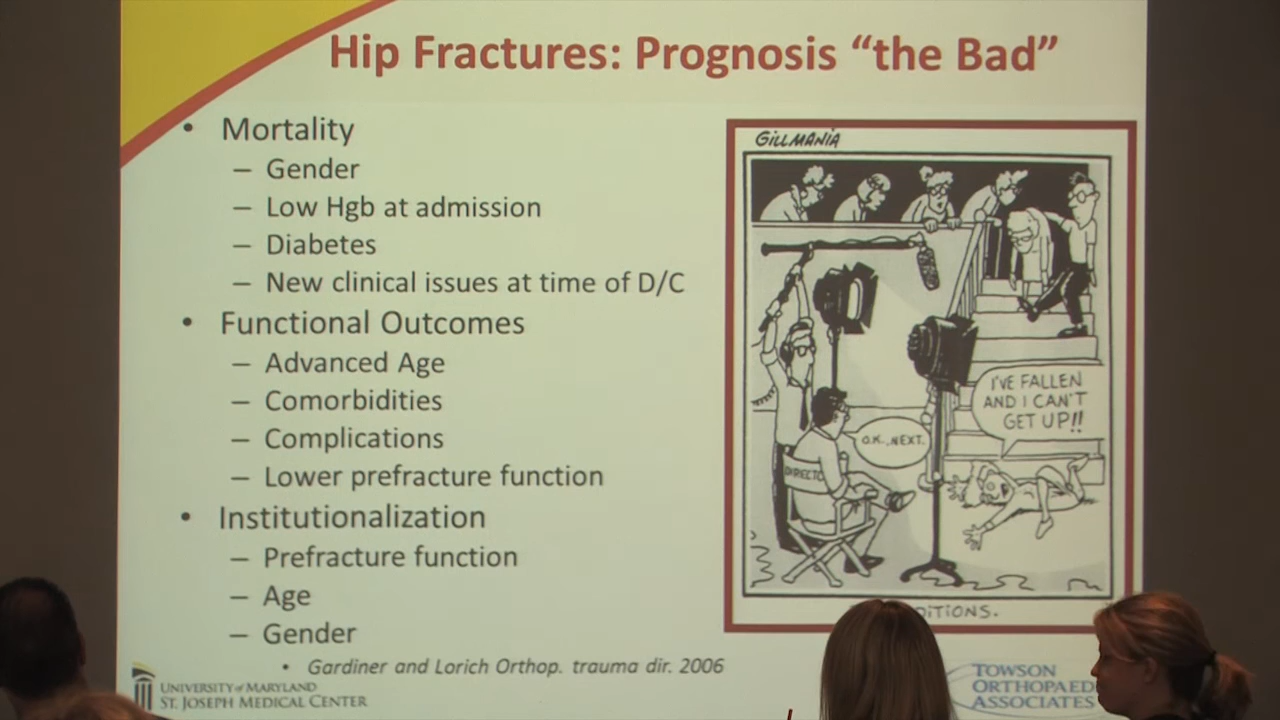 Hip Fractures: Prognosis “the Bad”
• Mortality
– Gender
– Low Hgb at admission
– Diabetes
– New clinical issues at time of D/C
• Functional Outcomes
– Advanced Age
– Comorbidities
– Complications
– Lower prefracture function
• Institutionalization
– Prefracture function
– Age
– Gender
• Gardiner and Lorich Orthop. trauma dir. 2006
GILLMANIA
I'VE FALLEN
AND I CAN'T
GET UP!!
O.K., NEXT.
DIRECTO
DITIONS.
UNIVERSITY of MARYLAND
ST. JOSEPH MEDICAL CENTER
TOWSON
ORTHOPAED
ASSOCIATES